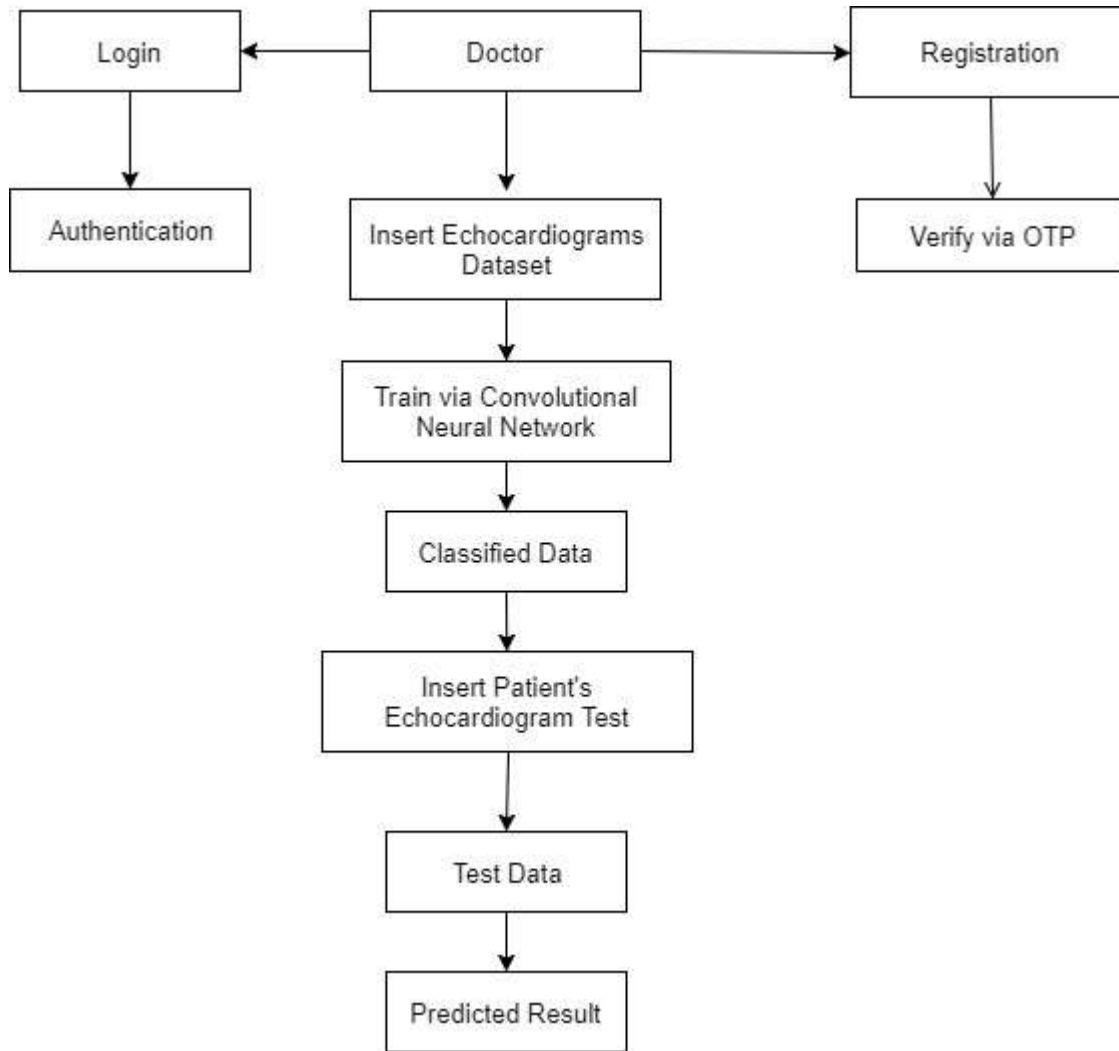 Login
Doctor
Registration
Authentication
Insert Echocardiograms
Dataset
Verify via OTP
Train via Convolutional
Neural Network
Classified Data
Insert Patient's
Echocardiogram Test
Test Data
Predicted Result